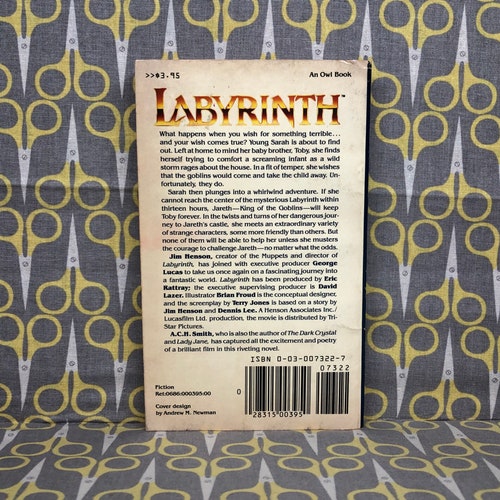 >>$3.95
An Owl Book
LABYRINTH™
What happens when you wish for something terrible...
and your wish comes true? Young Sarah is about to find
out. Left at home to mind her baby brother, Toby, she finds
herself trying to comfort a screaming infant as a wild
storm rages about the house. In a fit of temper, she wishes
that the goblins would come and take the child away. Un-
fortunately, they do.
Sarah then plunges into a whirlwind adventure. If she
cannot reach the center of the mysterious Labyrinth within
thirteen hours, Jareth—King of the Goblins—will keep
Toby forever. In the twists and turns of her dangerous jour-
ney to Jareth's castle, she meets an extraordinary variety
of strange characters, some more friendly than others. But
none of them will be able to help her unless she musters
the courage to challenge Jareth—no matter what the odds.
Jim Henson, creator of the Muppets and director of
Labyrinth, has joined with executive producer George
Lucas to take us once again on a fascinating journey into a
fantastic world. Labyrinth has been produced by Eric
Rattray; the executive supervising producer is David
Lazer. Illustrator Brian Froud is the conceptual designer,
and the screenplay by Terry Jones is based on a story by
Jim Henson and Dennis Lee. A Henson Associates Inc./
Lucasfilm Ltd. production, the movie is distributed by Tri-
Star Pictures.
A.C.H. Smith, who is also the author of The Dark Crystal
and Lady Jane, has captured all the excitement and poetry
of a brilliant film in this riveting novel.
ISBN 0-03-007322-7
07322
Fiction
Ret:0686:000395:00
0
28315 00395
Cover design
by Andrew M. Newman